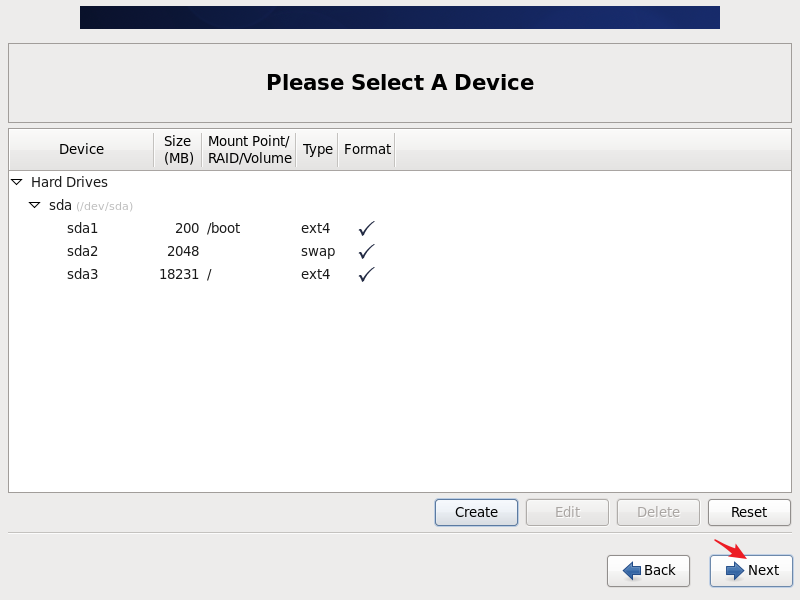 Please Select A Device
Device
Size (MB)
Mount Point/ RAID/Volume
Type
Format
Hard Drives
sda (/dev/sda)
sda1 200 /boot ext4
sda2 2048 swap
sda3 18231 / ext4
Create Edit Delete Reset
Back Next